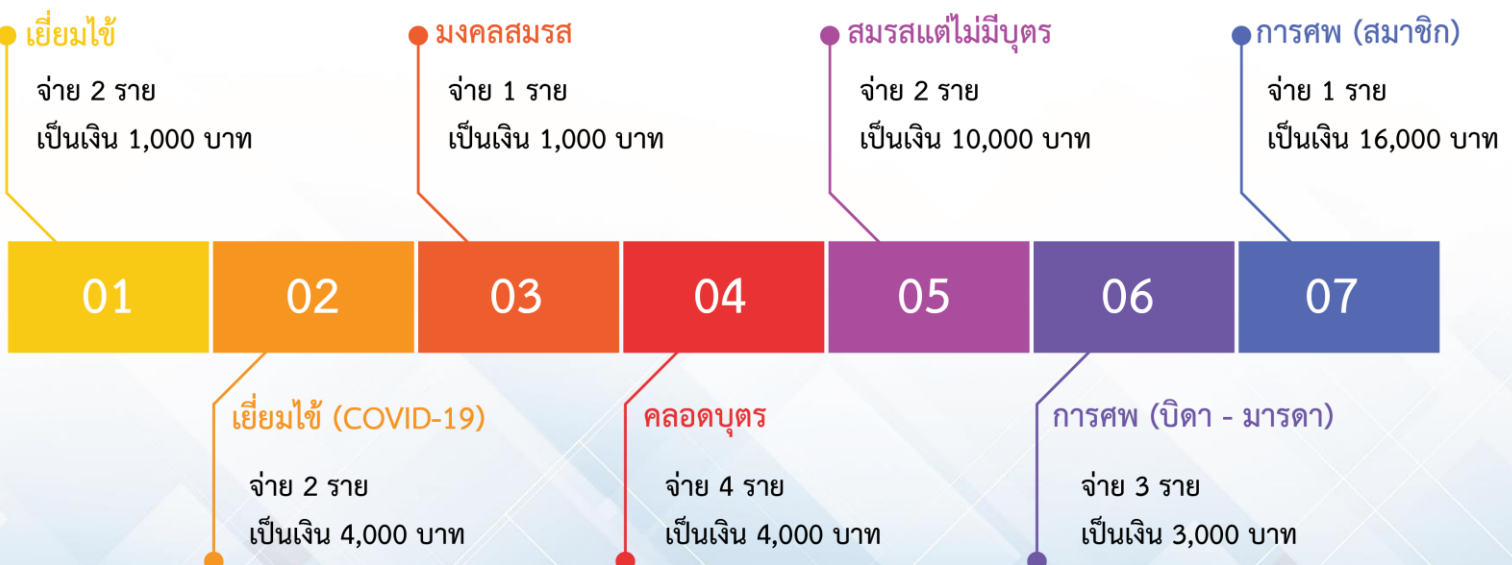 เยี่ยมไข้
จ่าย 2 ราย
เป็นเงิน 1,000 บาท
มงคลสมรส
จ่าย 1 ราย
เป็นเงิน 1,000 บาท
สมรสแต่ไม่มีบุตร
จ่าย 2 ราย
เป็นเงิน 10,000 บาท
การศพ (สมาชิก)
จ่าย 1 ราย
เป็นเงิน 16,000 บาท
01
02
03
04
05
06
07
เยี่ยมไข้ (COVID-19)
จ่าย 2 ราย
เป็นเงิน 4,000 บาท
คลอดบุตร
จ่าย 4 ราย
เป็นเงิน 4,000 บาท
การศพ (บิดา - มารดา)
จ่าย 3 ราย
เป็นเงิน 3,000 บาท